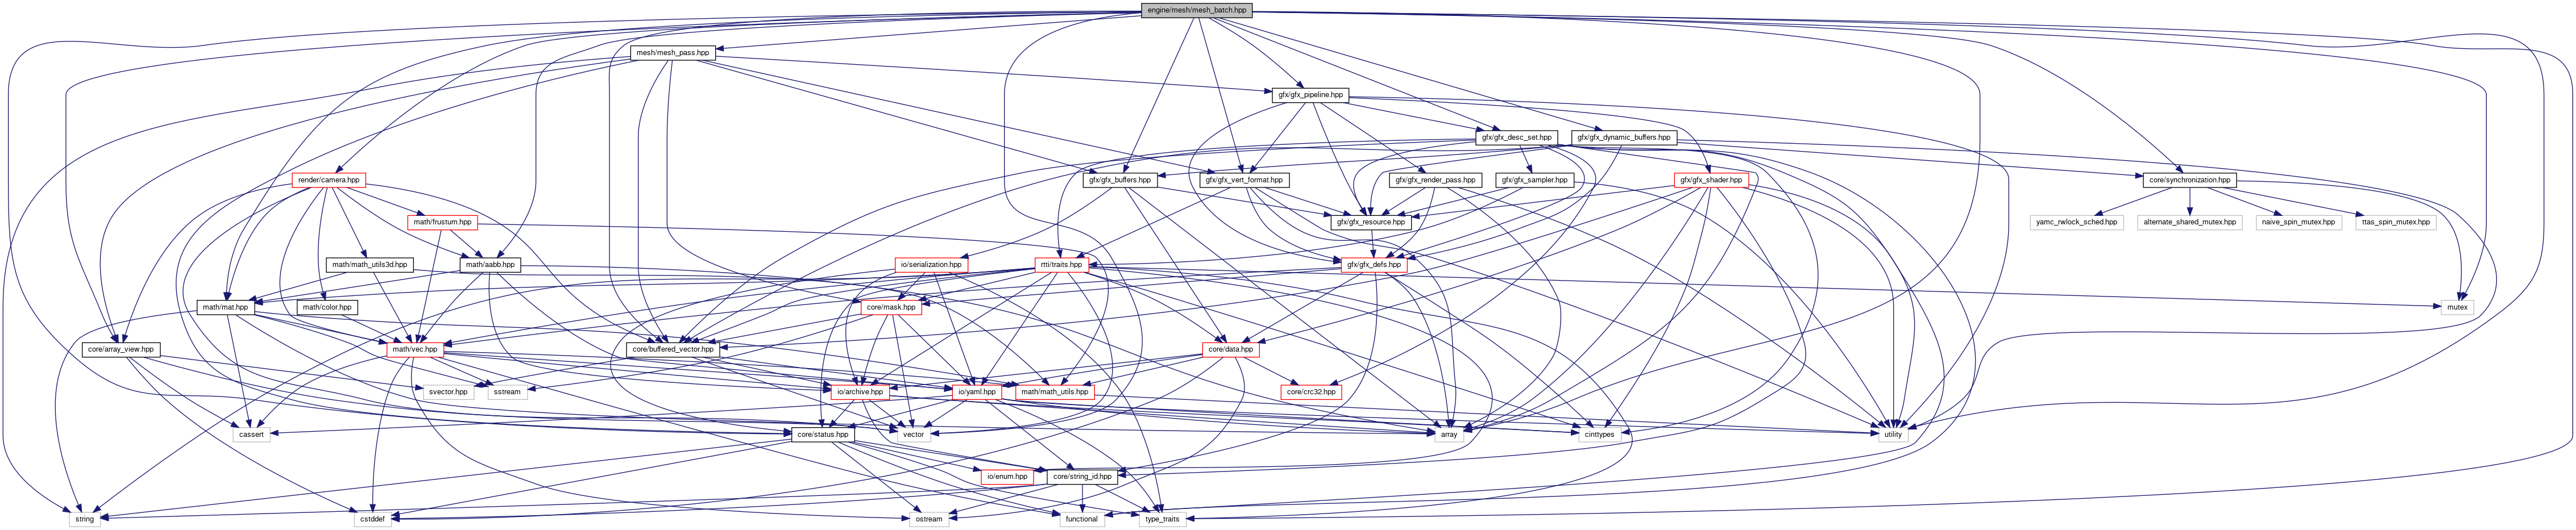 engine/mesh/mesh_batch.hpp
mesh/mesh_pass.hpp
gfx/gfx_pipeline.hpp
gfx/gfx_desc_set.hpp
gfx/gfx_dynamic_buffers.hpp
render/camera.hpp
gfx/gfx_buffers.hpp
gfx/gfx_vert_format.hpp
gfx/gfx_render_pass.hpp
gfx/gfx_sampler.hpp
gfx/gfx_shader.hpp
core/synchronization.hpp
math/frustum.hpp
gfx/gfx_resource.hpp
yamc_rwlock_sched.hpp
alternate_shared_mutex.hpp
naive_spin_mutex.hpp
ttas_spin_mutex.hpp
math/math_utils3d.hpp
math/aabb.hpp
io/serialization.hpp
rtti/traits.hpp
gfx/gfx_defs.hpp
math/mat.hpp
math/color.hpp
core/mask.hpp
mutex
core/array_view.hpp
math/vec.hpp
core/buffered_vector.hpp
core/data.hpp
svector.hpp
sstream
io/archive.hpp
io/yaml.hpp
math/math_utils.hpp
core/crc32.hpp
cassert
core/status.hpp
vector
array
cinttypes
utility
io/enum.hpp
core/string_id.hpp
string
cstddef
ostream
functional
type_traits